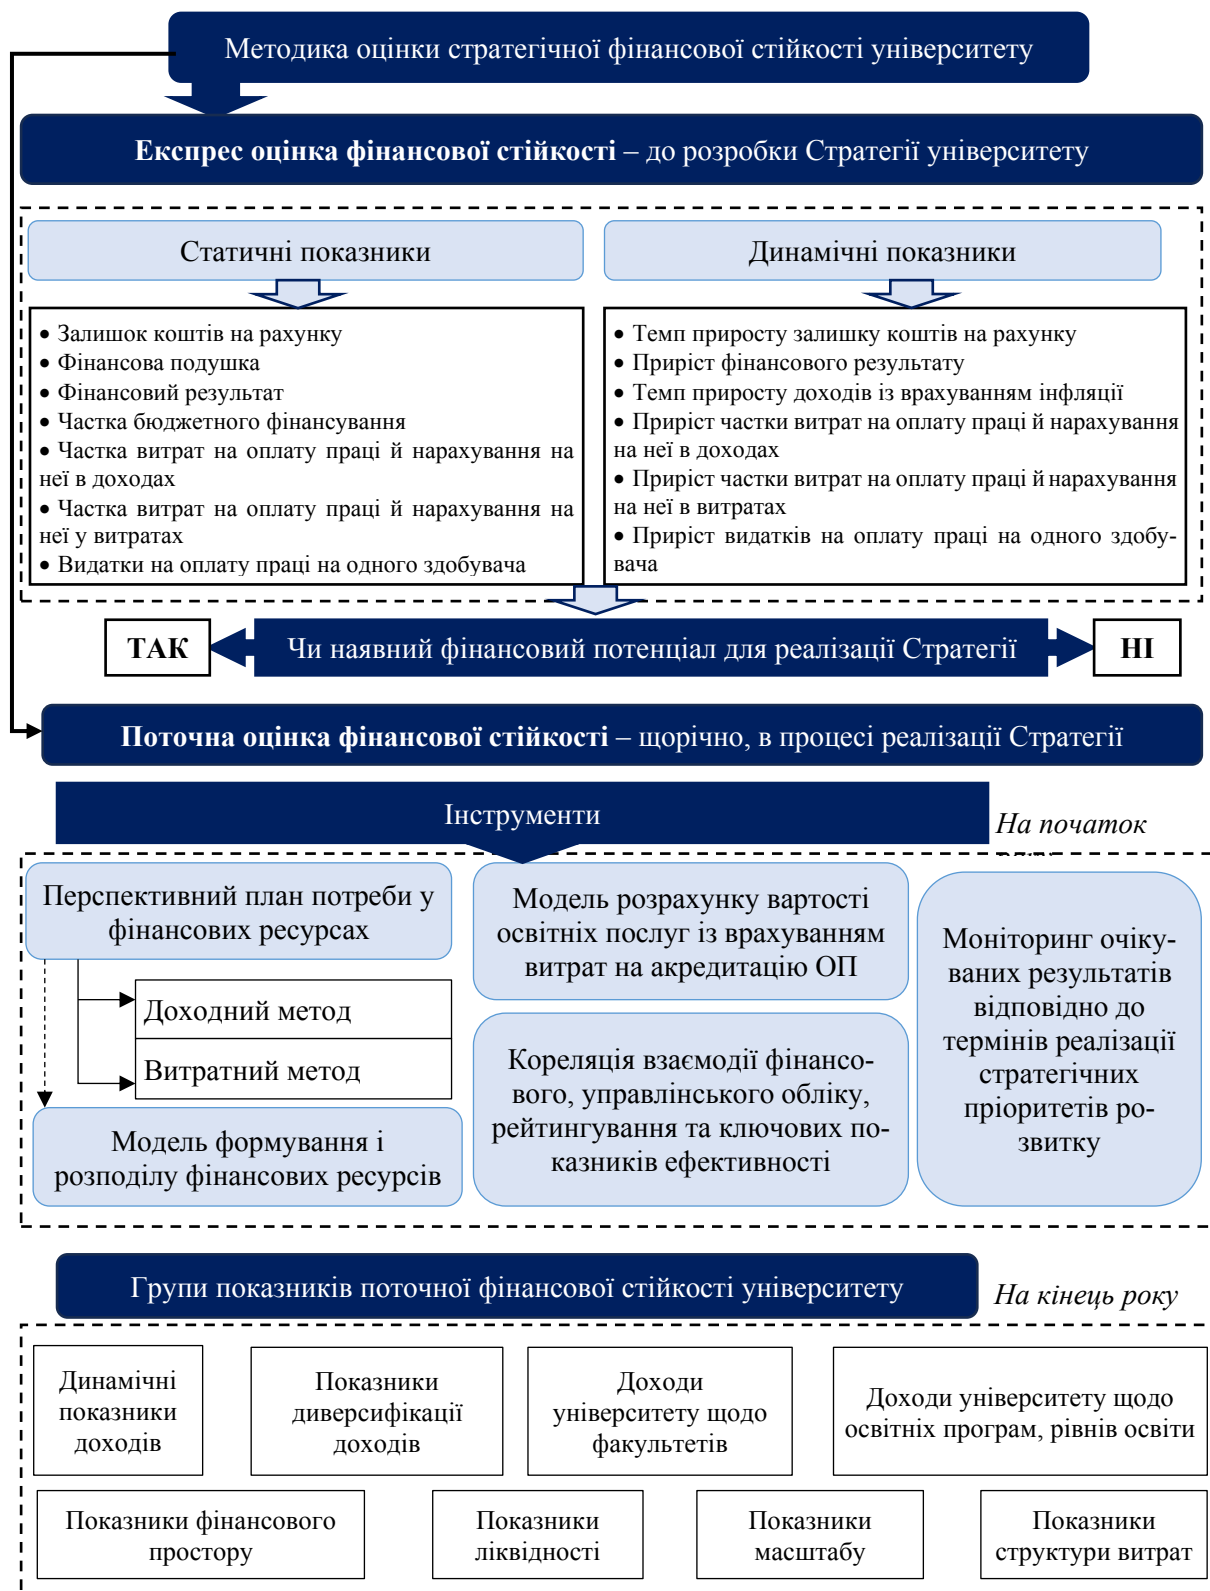 Методика оцінки стратегічної фінансової стійкості університету
Експрес оцінка фінансової стійкості – до розробки Стратегії університету
Статичні показники
• Залишок коштів на рахунку
• Фінансова подушка
• Фінансовий результат
• Частка бюджетного фінансування
• Частка витрат на оплату праці й нарахування на
неї в доходах
• Частка витрат на оплату праці й нарахування на
неї у витратах
• Видатки на оплату праці на одного здобувача
Динамічні показники
• Темп приросту залишку коштів на рахунку
• Приріст фінансового результату
• Темп приросту доходів із врахуванням інфляції
• Приріст частки витрат на оплату праці й нарахування
на неї в доходах
• Приріст частки витрат на оплату праці й нарахування
на неї в витратах
• Приріст видатків на оплату праці на одного здобу-
вача
ТАК
Чи наявний фінансовий потенціал для реалізації Стратегії
НІ
Поточна оцінка фінансової стійкості – щорічно, в процесі реалізації Стратегії
Інструменти
На початок
Перспективний план потреби у
фінансових ресурсах
Доходний метод
Витратний метод
Модель формування і
розподілу фінансових ресурсів
Модель розрахунку вартості
освітніх послуг із врахуванням
витрат на акредитацію ОП
Кореляція взаємодії фінансо-
вого, управлінського обліку,
рейтингування та ключових по-
казників ефективності
Моніторинг очіку-
ваних результатів
відповідно до
термінів реалізації
стратегічних
пріоритетів ро-
звитку
Групи показників поточної фінансової стійкості університету
На кінець року
Динамічні
показники
доходів
Показники
диверсифікації
доходів
Доходи
університету щодо
факультетів
Доходи університету щодо
освітніх програм, рівнів освіти
Показники фінансового
простору
Показники
ліквідності
Показники
масштабу
Показники
структури витрат